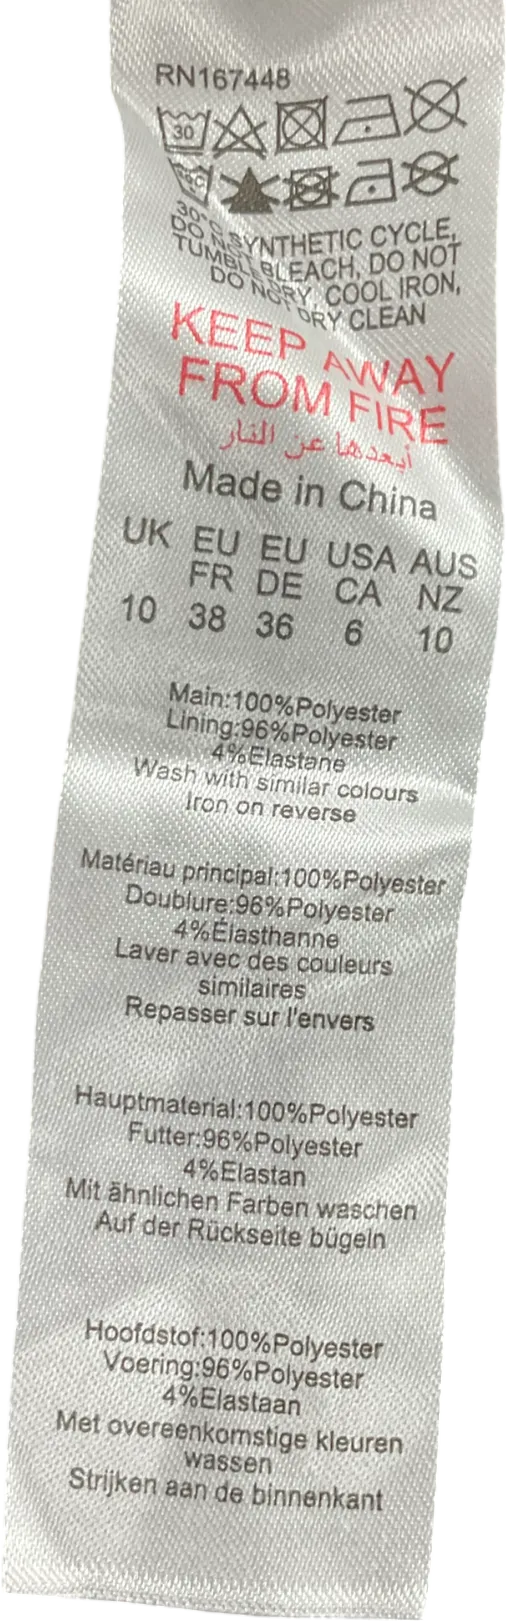 RN167448
30
30°C SYNTHETIC CYCLE,
DO NOT BLEACH, DO NOT
TUMBLE DRY, COOL IRON,
DO NOT DRY CLEAN
KEEP AWAY
FROM FIRE
أبعدها عن النار
Made in China
UK EU EU USA AUS
FR DE CA NZ
10 38 36 6 10
Main:100%Polyester
Lining:96%Polyester
4%Elastane
Wash with similar colours
Iron on reverse
Matériau principal:100%Polyester
Doublure:96%Polyester
4%Élasthanne
Laver avec des couleurs
similaires
Repasser sur l'envers
Hauptmaterial:100%Polyester
Futter:96%Polyester
4%Elastan
Mit ähnlichen Farben waschen
Auf der Rückseite bügeln
Hoofdstof:100%Polyester
Voering:96%Polyester
4%Elastaan
Met overeenkomstige kleuren
wassen
Strijken aan de binnenkant